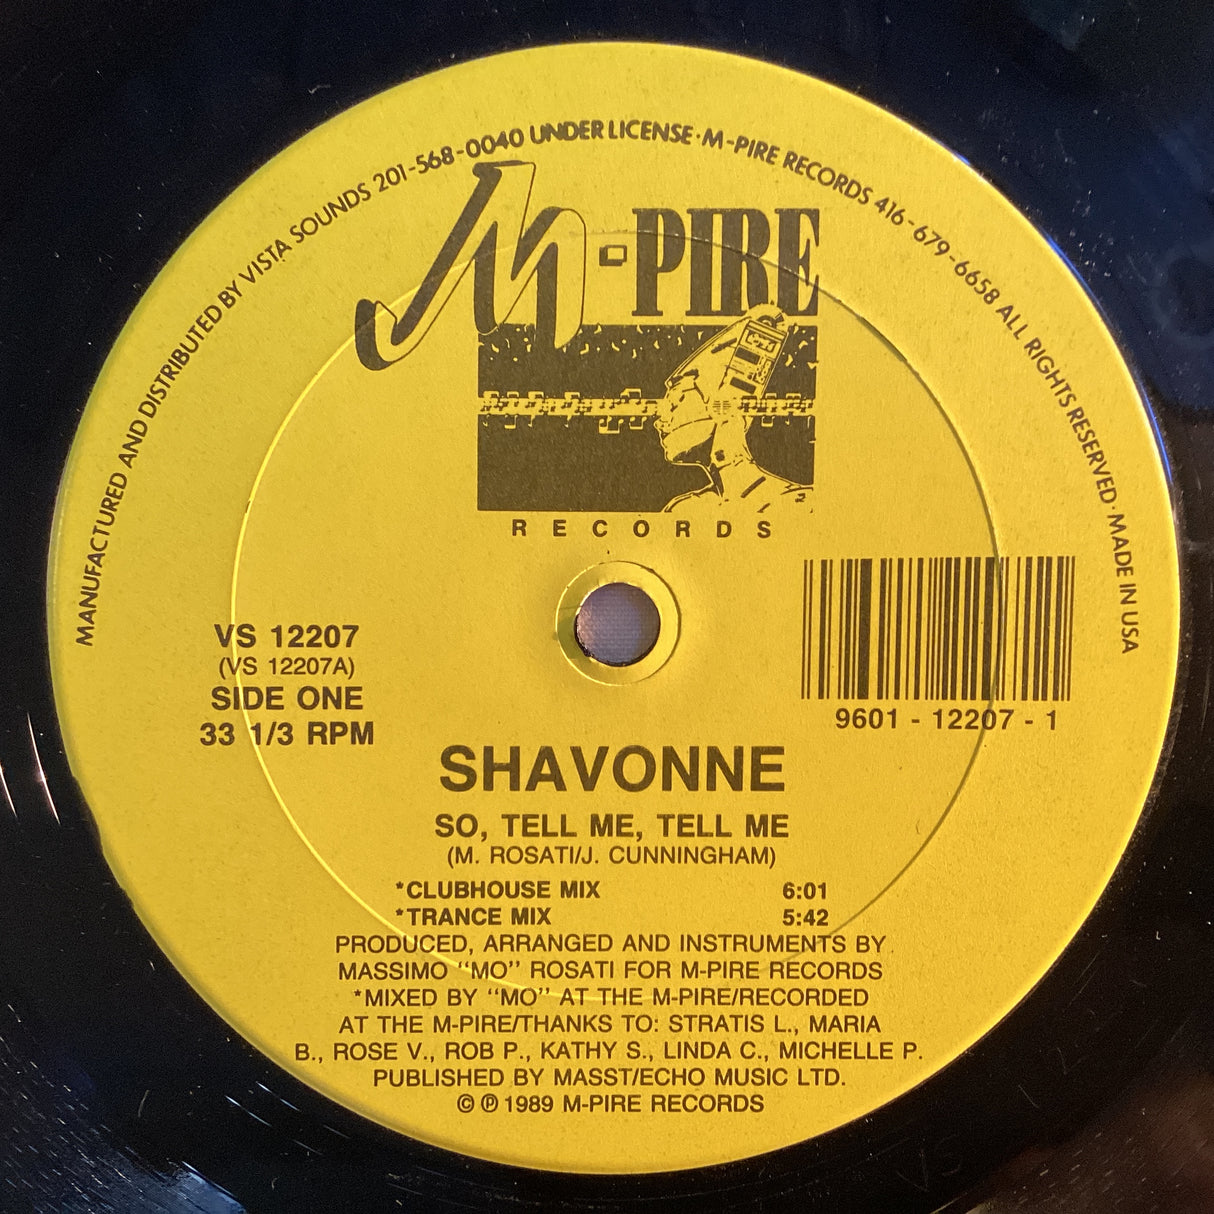 MANUFACTURED AND DISTRIBUTED BY VISTA SOUNDS 201-568-0040 UNDER LICENSE · M-PIRE RECORDS 416-679-6658 ALL RIGHTS RESERVED · MADE IN USA
M-PIRE
RECORDS
VS 12207
(VS 12207A)
SIDE ONE
33 1/3 RPM
9601 - 12207 - 1
SHAVONNE
SO, TELL ME, TELL ME
(M. ROSATI/J. CUNNINGHAM)
*CLUBHOUSE MIX 6:01
*TRANCE MIX 5:42
PRODUCED, ARRANGED AND INSTRUMENTS BY
MASSIMO "MO" ROSATI FOR M-PIRE RECORDS
*MIXED BY "MO" AT THE M-PIRE/RECORDED
AT THE M-PIRE/THANKS TO: STRATIS L., MARIA
B., ROSE V., ROB P., KATHY S., LINDA C., MICHELLE P.
PUBLISHED BY MASST/ECHO MUSIC LTD.
© ℗ 1989 M-PIRE RECORDS